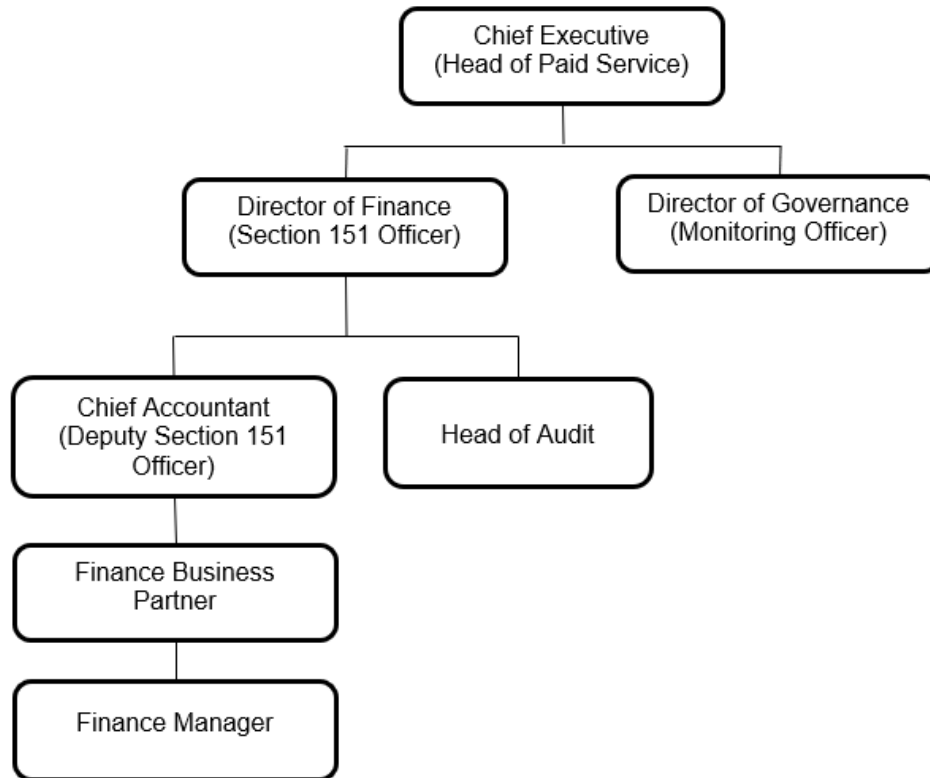 Chief Executive
(Head of Paid Service)
Director of Finance
(Section 151 Officer)
Director of Governance
(Monitoring Officer)
Chief Accountant
(Deputy Section 151
Officer)
Head of Audit
Finance Business
Partner
Finance Manager